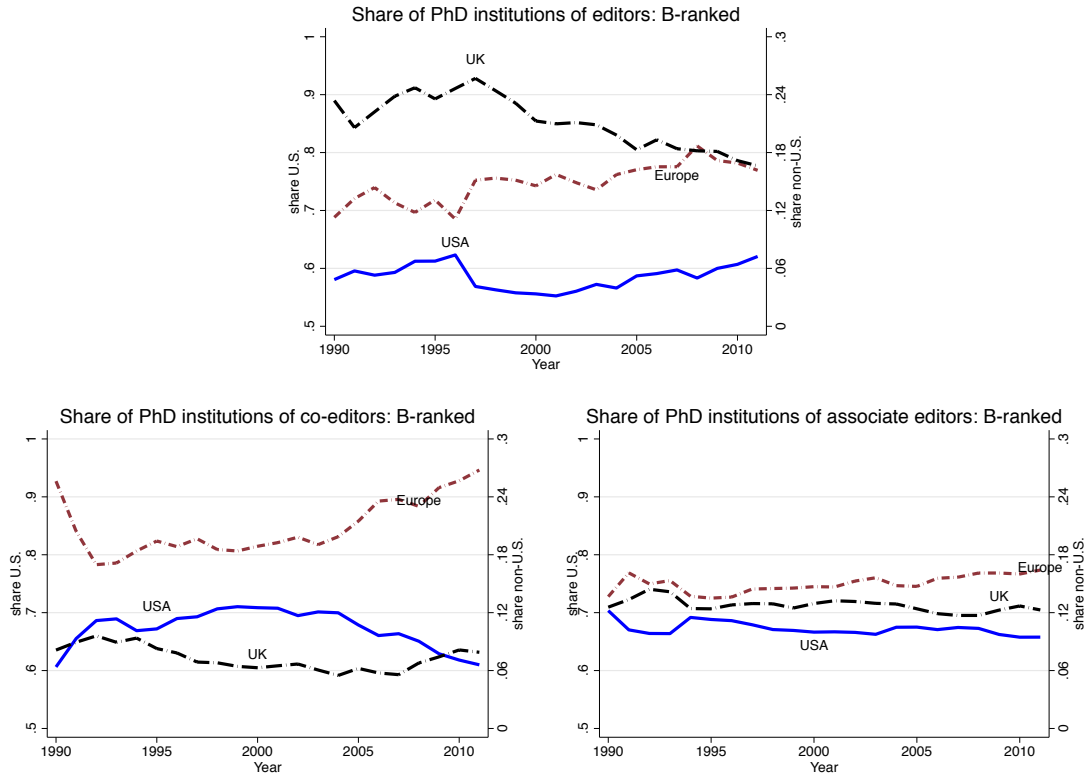 Share of PhD institutions of editors: B-ranked
share U.S.
.5 .6 .7 .8 .9 1
UK
Europe
USA
0 .06 .12 .18 .24 .3
share non-U.S.
1990 1995 2000 2005 2010
Year
Share of PhD institutions of co-editors: B-ranked
share U.S.
.5 .6 .7 .8 .9 1
Europe
USA
UK
0 .06 .12 .18 .24 .3
share non-U.S.
1990 1995 2000 2005 2010
Year
Share of PhD institutions of associate editors: B-ranked
share U.S.
.5 .6 .7 .8 .9 1
Europe
UK
USA
0 .06 .12 .18 .24 .3
share non-U.S.
1990 1995 2000 2005 2010
Year